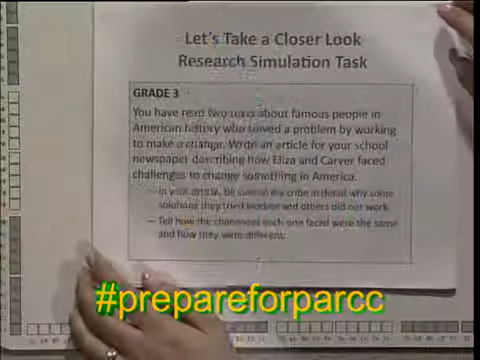 Let's Take a Closer Look
Research Simulation Task
GRADE 3
You have read two texts about famous people in
American history who solved a problem by working
to make a change. Write an article for your school
newspaper describing how Eliza and Carver faced
challenges to change something in America.
— In your article, be sure to describe in detail why some
solutions they tried worked and others did not work.
— Tell how the challenges each one faced were the same
and how they were different.
#prepareforparcc